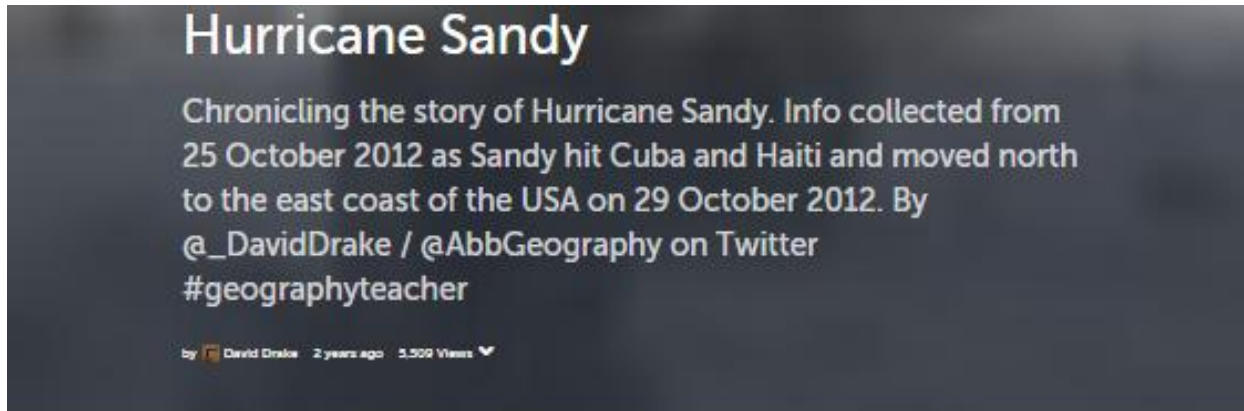 Hurricane Sandy
Chronicling the story of Hurricane Sandy. Info collected from
25 October 2012 as Sandy hit Cuba and Haiti and moved north
to the east coast of the USA on 29 October 2012. By
@_DavidDrake / @AbbGeography on Twitter
#geographyteacher
by David Drake 2 years ago 5,509 Views